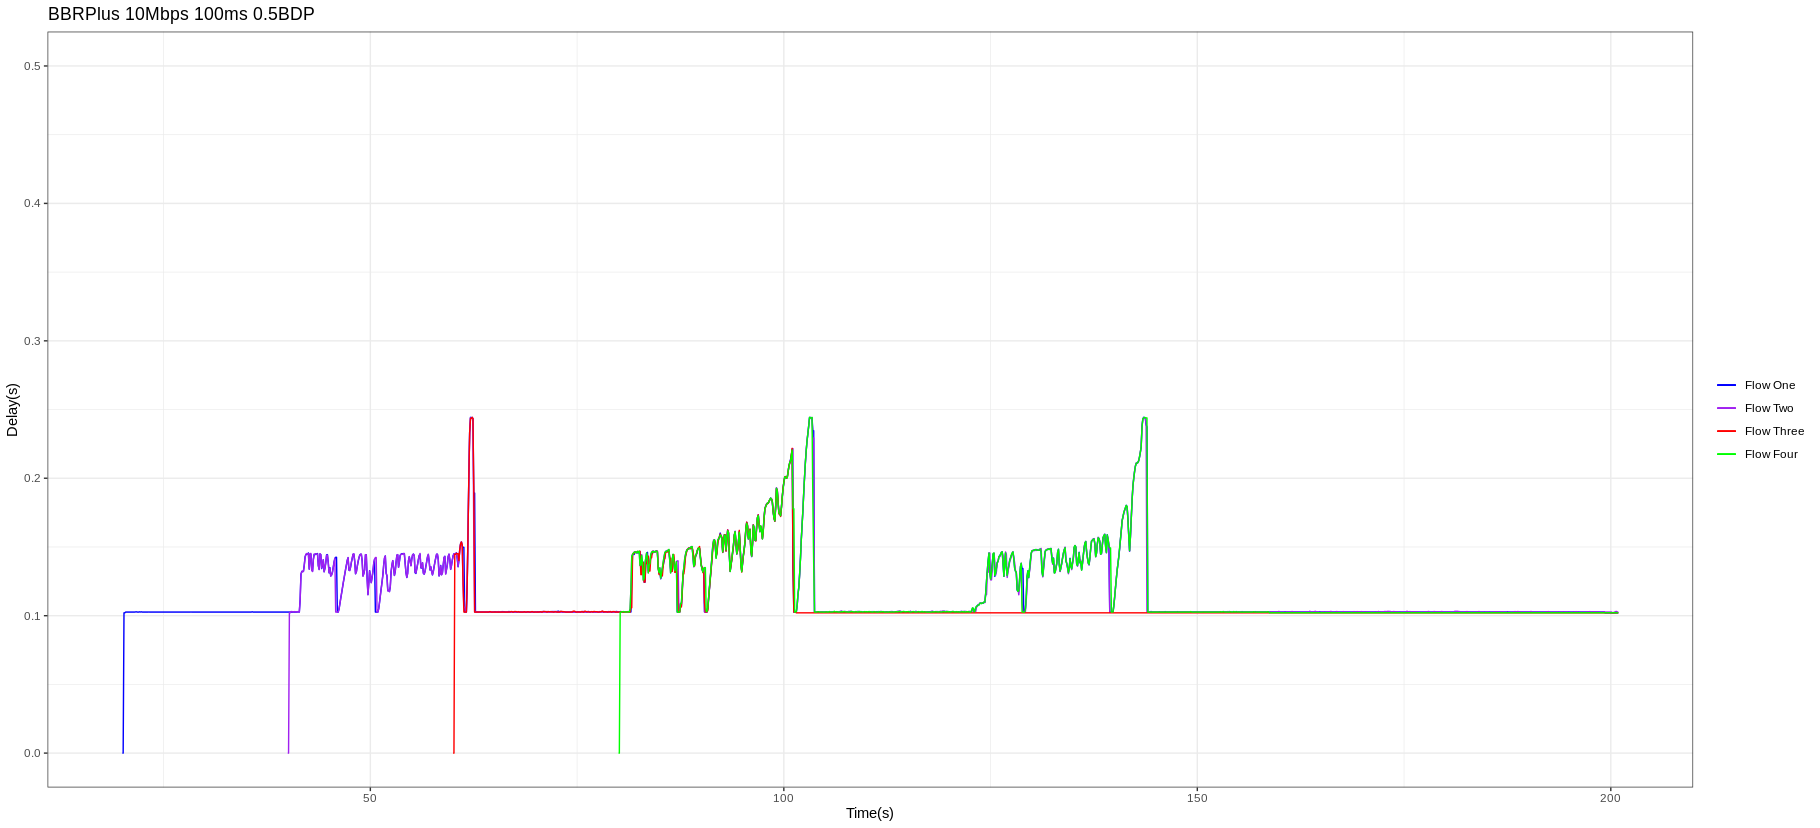 BBRPlus 10Mbps 100ms 0.5BDP
0.5
0.4
0.3
0.2
0.1
0.0
Delay(s)
50
100
150
200
Time(s)
Flow One
Flow Two
Flow Three
Flow Four